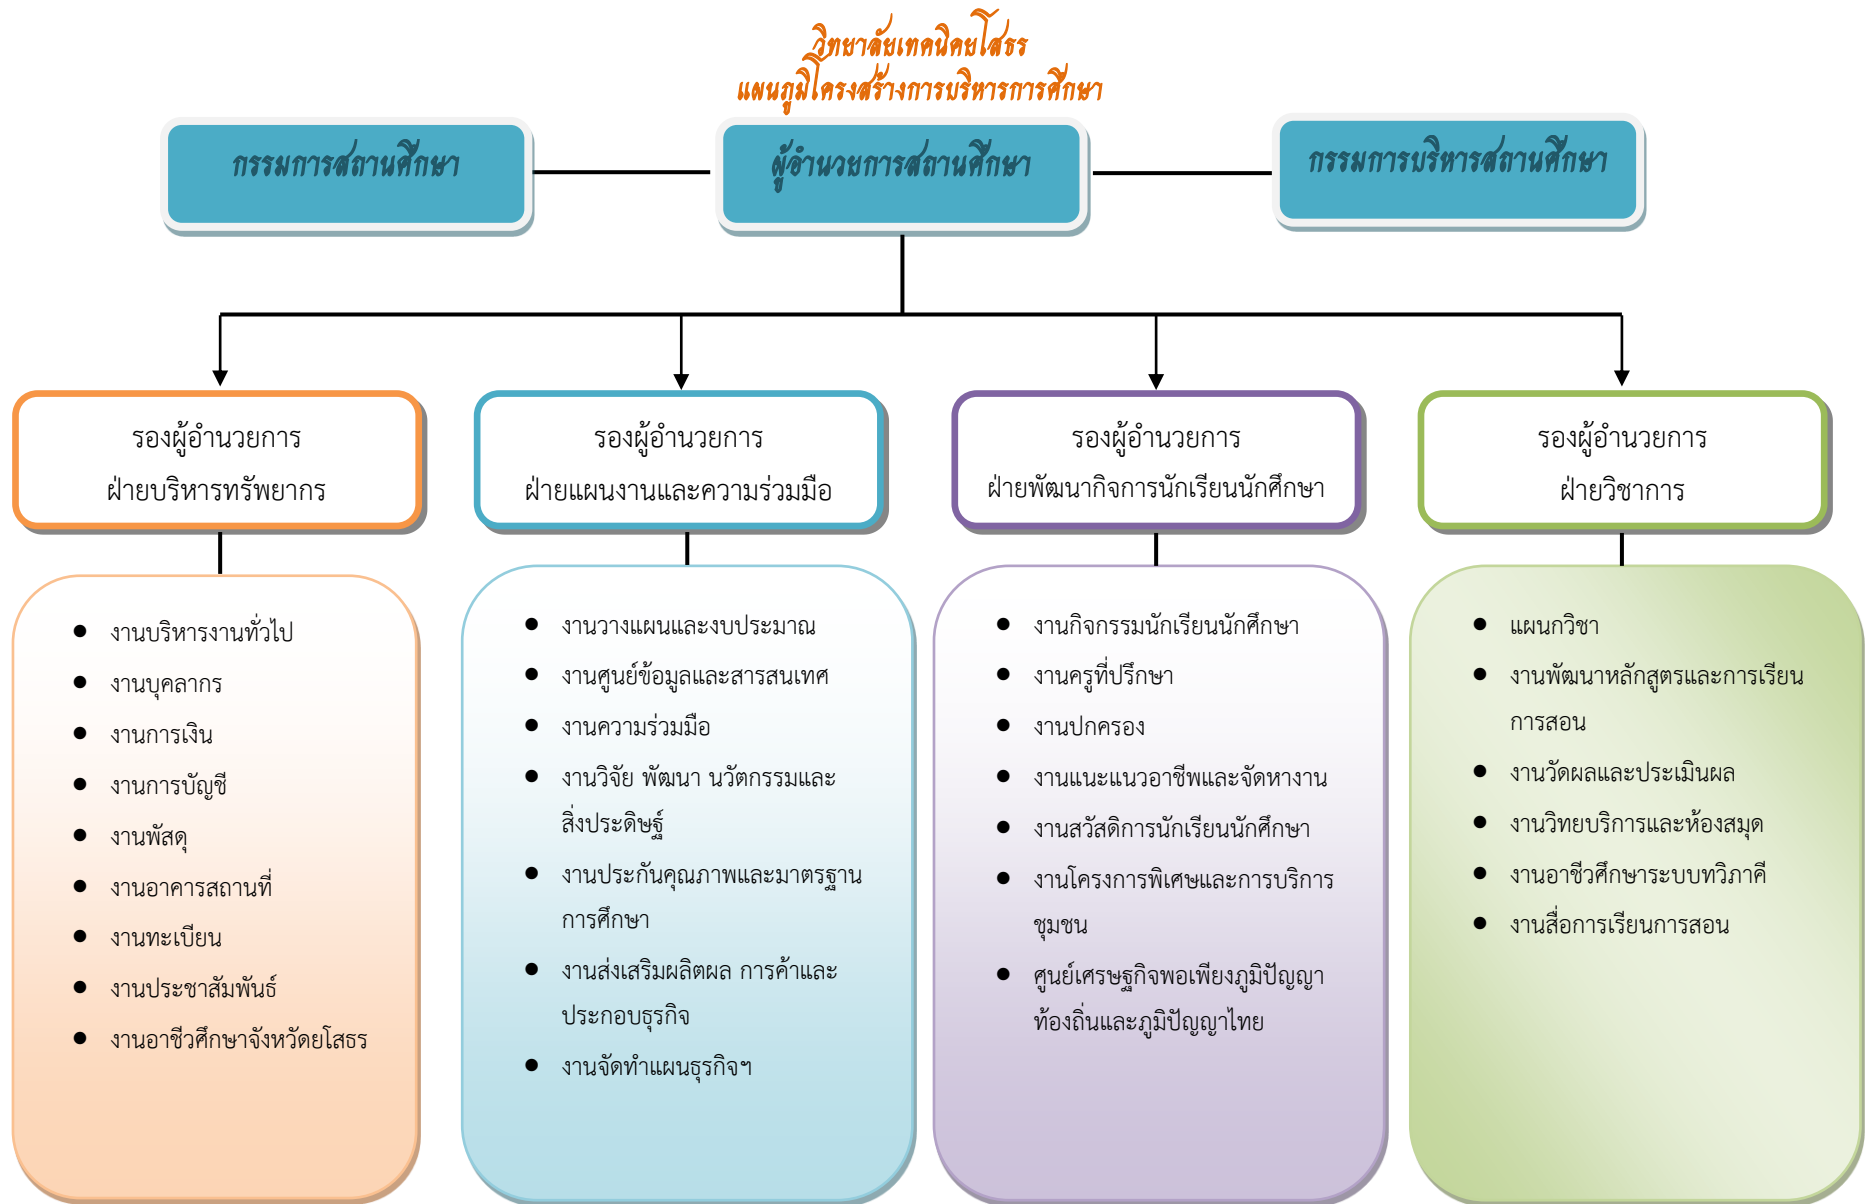 วิทยาลัยเทคนิคยโสธร
แผนภูมิโครงสร้างการบริหารการศึกษา
กรรมการสถานศึกษา
ผู้อำนวยการสถานศึกษา
กรรมการบริหารสถานศึกษา
รองผู้อำนวยการ
ฝ่ายบริหารทรัพยากร
รองผู้อำนวยการ
ฝ่ายแผนงานและความร่วมมือ
รองผู้อำนวยการ
ฝ่ายพัฒนากิจการนักเรียนนักศึกษา
รองผู้อำนวยการ
ฝ่ายวิชาการ
● งานบริหารงานทั่วไป
● งานบุคลากร
● งานการเงิน
● งานการบัญชี
● งานพัสดุ
● งานอาคารสถานที่
● งานทะเบียน
● งานประชาสัมพันธ์
● งานอาชีวศึกษาจังหวัดยโสธร
● งานวางแผนและงบประมาณ
● งานศูนย์ข้อมูลและสารสนเทศ
● งานความร่วมมือ
● งานวิจัย พัฒนา นวัตกรรมและ
สิ่งประดิษฐ์
● งานประกันคุณภาพและมาตรฐาน
การศึกษา
● งานส่งเสริมผลิตผล การค้าและ
ประกอบธุรกิจ
● งานจัดทำแผนธุรกิจฯ
● งานกิจกรรมนักเรียนนักศึกษา
● งานครูที่ปรึกษา
● งานปกครอง
● งานแนะแนวอาชีพและจัดหางาน
● งานสวัสดิการนักเรียนนักศึกษา
● งานโครงการพิเศษและการบริการ
ชุมชน
● ศูนย์เศรษฐกิจพอเพียงภูมิปัญญา
ท้องถิ่นและภูมิปัญญาไทย
● แผนกวิชา
● งานพัฒนาหลักสูตรและการเรียน
การสอน
● งานวัดผลและประเมินผล
● งานวิทยบริการและห้องสมุด
● งานอาชีวศึกษาระบบทวิภาคี
● งานสื่อการเรียนการสอน